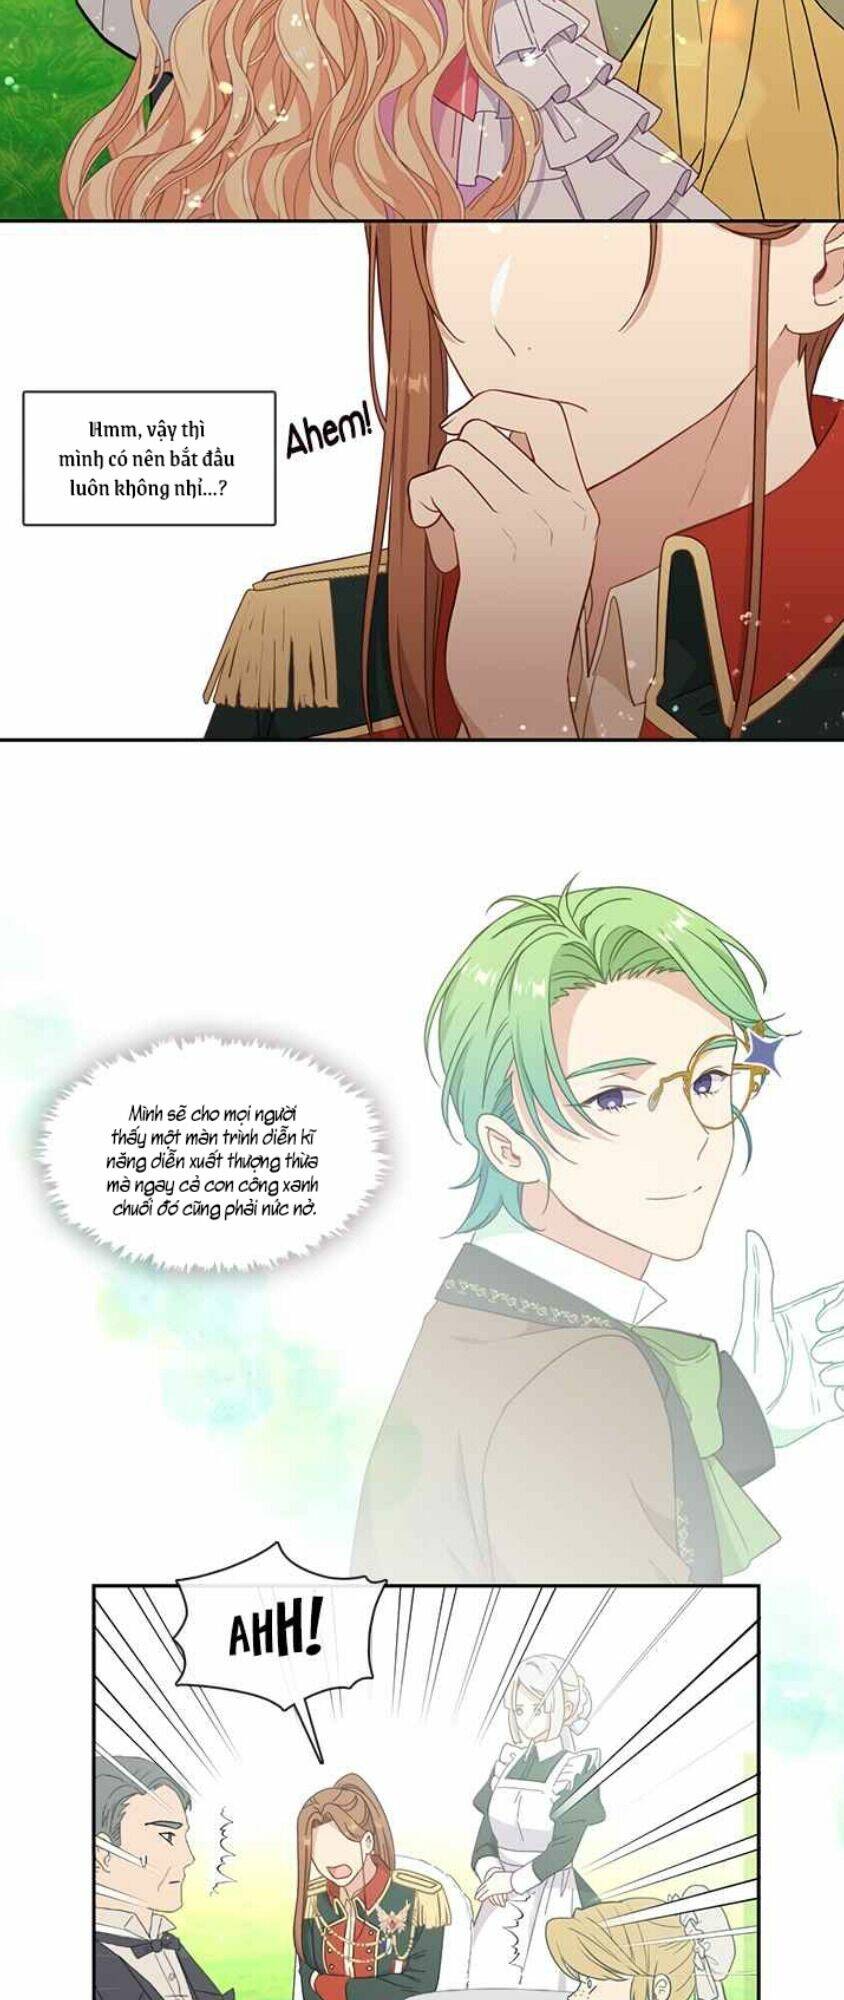 Hmm, vậy thì
mình có nên bắt đầu
luôn không nhỉ...?
Ahem!
Mình sẽ cho mọi người
thấy một màn trình diễn kĩ
năng diễn xuất thượng thừa
mà ngay cả con công xanh
chuối đó cũng phải nức nở.
AHH!